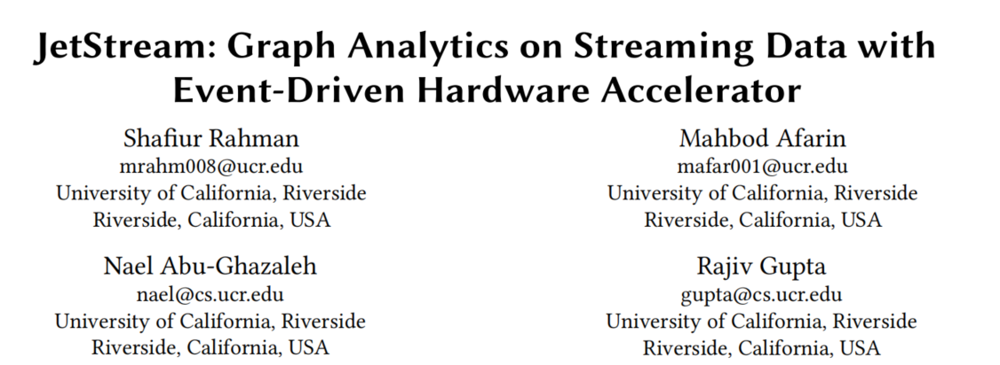 JetStream: Graph Analytics on Streaming Data with
Event-Driven Hardware Accelerator
Shafiur Rahman
mrahm008@ucr.edu
University of California, Riverside
Riverside, California, USA
Mahbod Afarin
mafar001@ucr.edu
University of California, Riverside
Riverside, California, USA
Nael Abu-Ghazaleh
nael@cs.ucr.edu
University of California, Riverside
Riverside, California, USA
Rajiv Gupta
gupta@cs.ucr.edu
University of California, Riverside
Riverside, California, USA